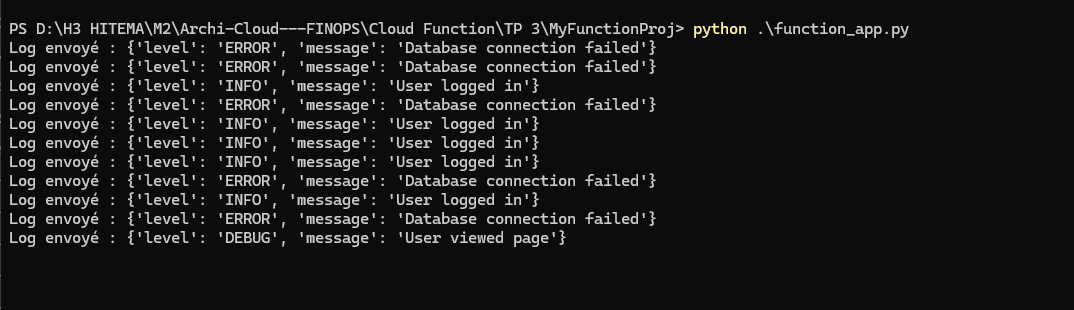 PS D:\H3 HITEMA\M2\Archi-Cloud---FINOPS\Cloud Function\TP 3\MyFunctionProj> python .\function_app.py
Log envoyé : {'level': 'ERROR', 'message': 'Database connection failed'}
Log envoyé : {'level': 'ERROR', 'message': 'Database connection failed'}
Log envoyé : {'level': 'INFO', 'message': 'User logged in'}
Log envoyé : {'level': 'ERROR', 'message': 'Database connection failed'}
Log envoyé : {'level': 'INFO', 'message': 'User logged in'}
Log envoyé : {'level': 'INFO', 'message': 'User logged in'}
Log envoyé : {'level': 'INFO', 'message': 'User logged in'}
Log envoyé : {'level': 'ERROR', 'message': 'Database connection failed'}
Log envoyé : {'level': 'INFO', 'message': 'User logged in'}
Log envoyé : {'level': 'ERROR', 'message': 'Database connection failed'}
Log envoyé : {'level': 'DEBUG', 'message': 'User viewed page'}